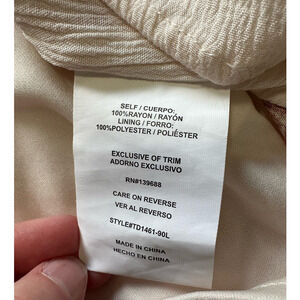 SELF / CUERPO:
100%RAYON / RAYÓN
LINING / FORRO:
100%POLYESTER / POLIÉSTER
EXCLUSIVE OF TRIM
ADORNO EXCLUSIVO
RN#139688
CARE ON REVERSE
VER AL REVERSO
STYLE#TD1461-90L
MADE IN CHINA
HECHO EN CHINA